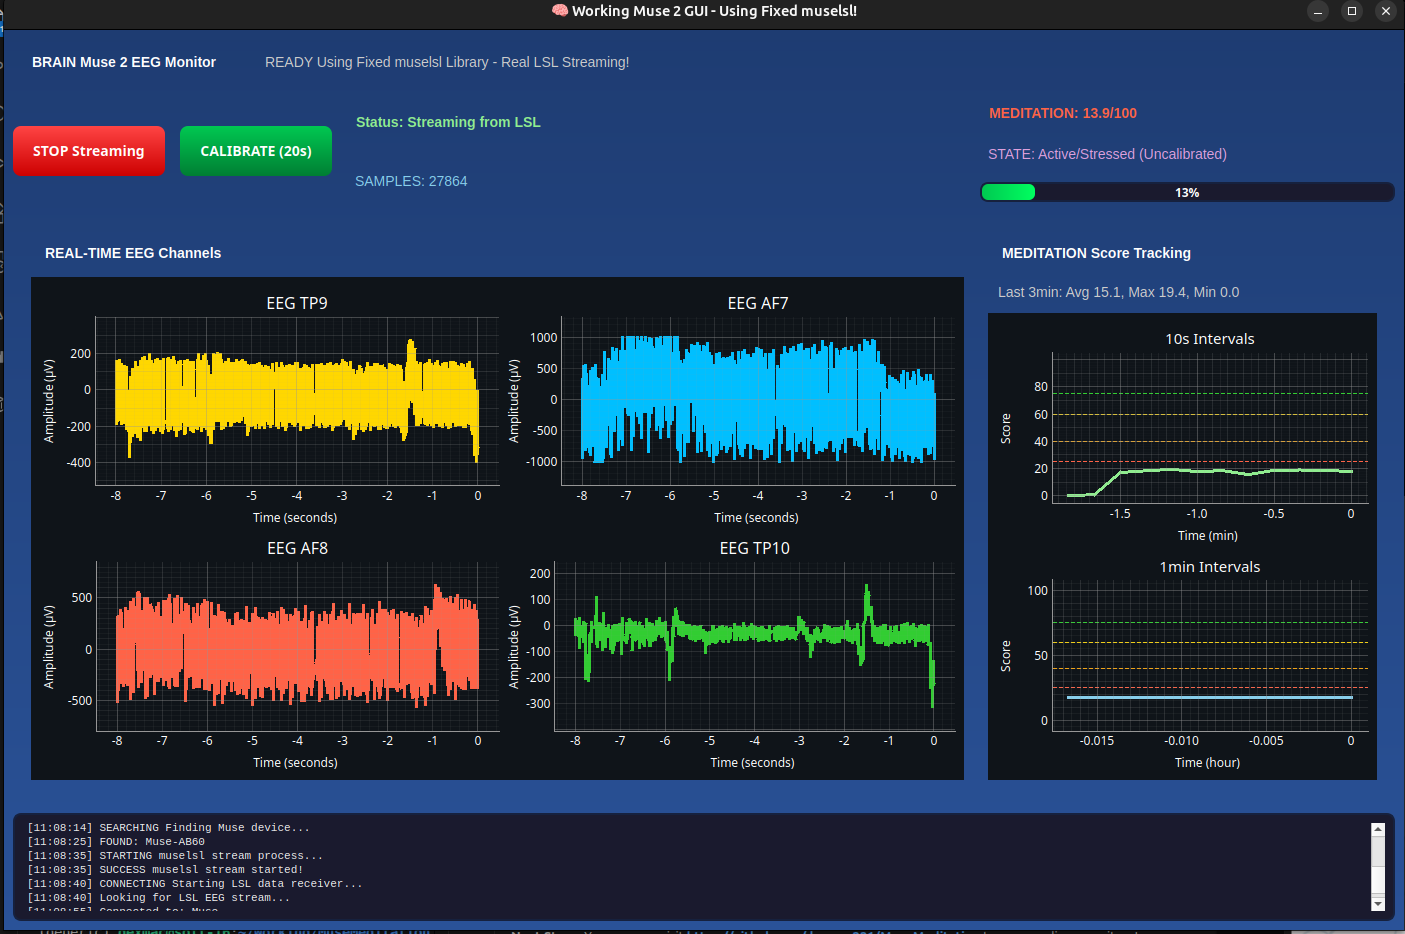 🧠 Working Muse 2 GUI - Using Fixed muselsl!
BRAIN Muse 2 EEG Monitor
READY Using Fixed muselsl Library - Real LSL Streaming!
STOP Streaming
CALIBRATE (20s)
Status: Streaming from LSL
SAMPLES: 27864
MEDITATION: 13.9/100
STATE: Active/Stressed (Uncalibrated)
13%
REAL-TIME EEG Channels
EEG TP9
Amplitude (μV)
200
0
-200
-400
-8 -7 -6 -5 -4 -3 -2 -1 0
Time (seconds)
EEG AF7
Amplitude (μV)
1000
500
0
-500
-1000
-8 -7 -6 -5 -4 -3 -2 -1 0
Time (seconds)
EEG AF8
Amplitude (μV)
500
0
-500
-8 -7 -6 -5 -4 -3 -2 -1 0
Time (seconds)
EEG TP10
Amplitude (μV)
200
100
0
-100
-200
-300
-8 -7 -6 -5 -4 -3 -2 -1 0
Time (seconds)
MEDITATION Score Tracking
Last 3min: Avg 15.1, Max 19.4, Min 0.0
10s Intervals
Score
80
60
40
20
0
-1.5 -1.0 -0.5 0
Time (min)
1min Intervals
Score
100
50
0
-0.015 -0.010 -0.005 0
Time (hour)
[11:08:14] SEARCHING Finding Muse device...
[11:08:25] FOUND: Muse-AB60
[11:08:35] STARTING muselsl stream process...
[11:08:35] SUCCESS muselsl stream started!
[11:08:40] CONNECTING Starting LSL data receiver...
[11:08:40] Looking for LSL EEG stream...
[11:08:55] Connected to: Muse